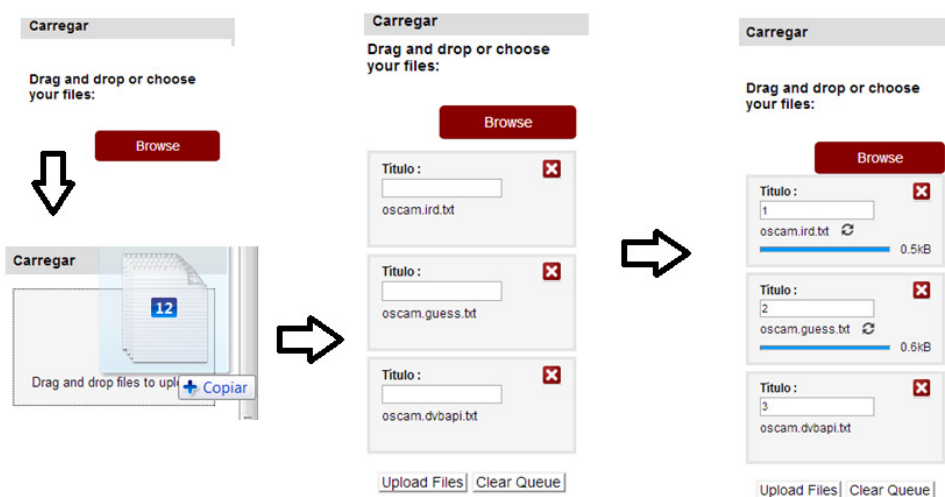 Carregar
Drag and drop or choose
your files:
Browse
Carregar
12
Drag and drop files to uplo
Copiar
Carregar
Drag and drop or choose
your files:
Browse
Titulo :
oscam.ird.txt
Titulo :
oscam.guess.txt
Titulo :
oscam.dvbapi.txt
Upload Files
Clear Queue
Carregar
Drag and drop or choose
your files:
Browse
Titulo :
1
oscam.ird.txt
0.5kB
Titulo :
2
oscam.guess.txt
0.6kB
Titulo :
3
oscam.dvbapi.txt
Upload Files
Clear Queue